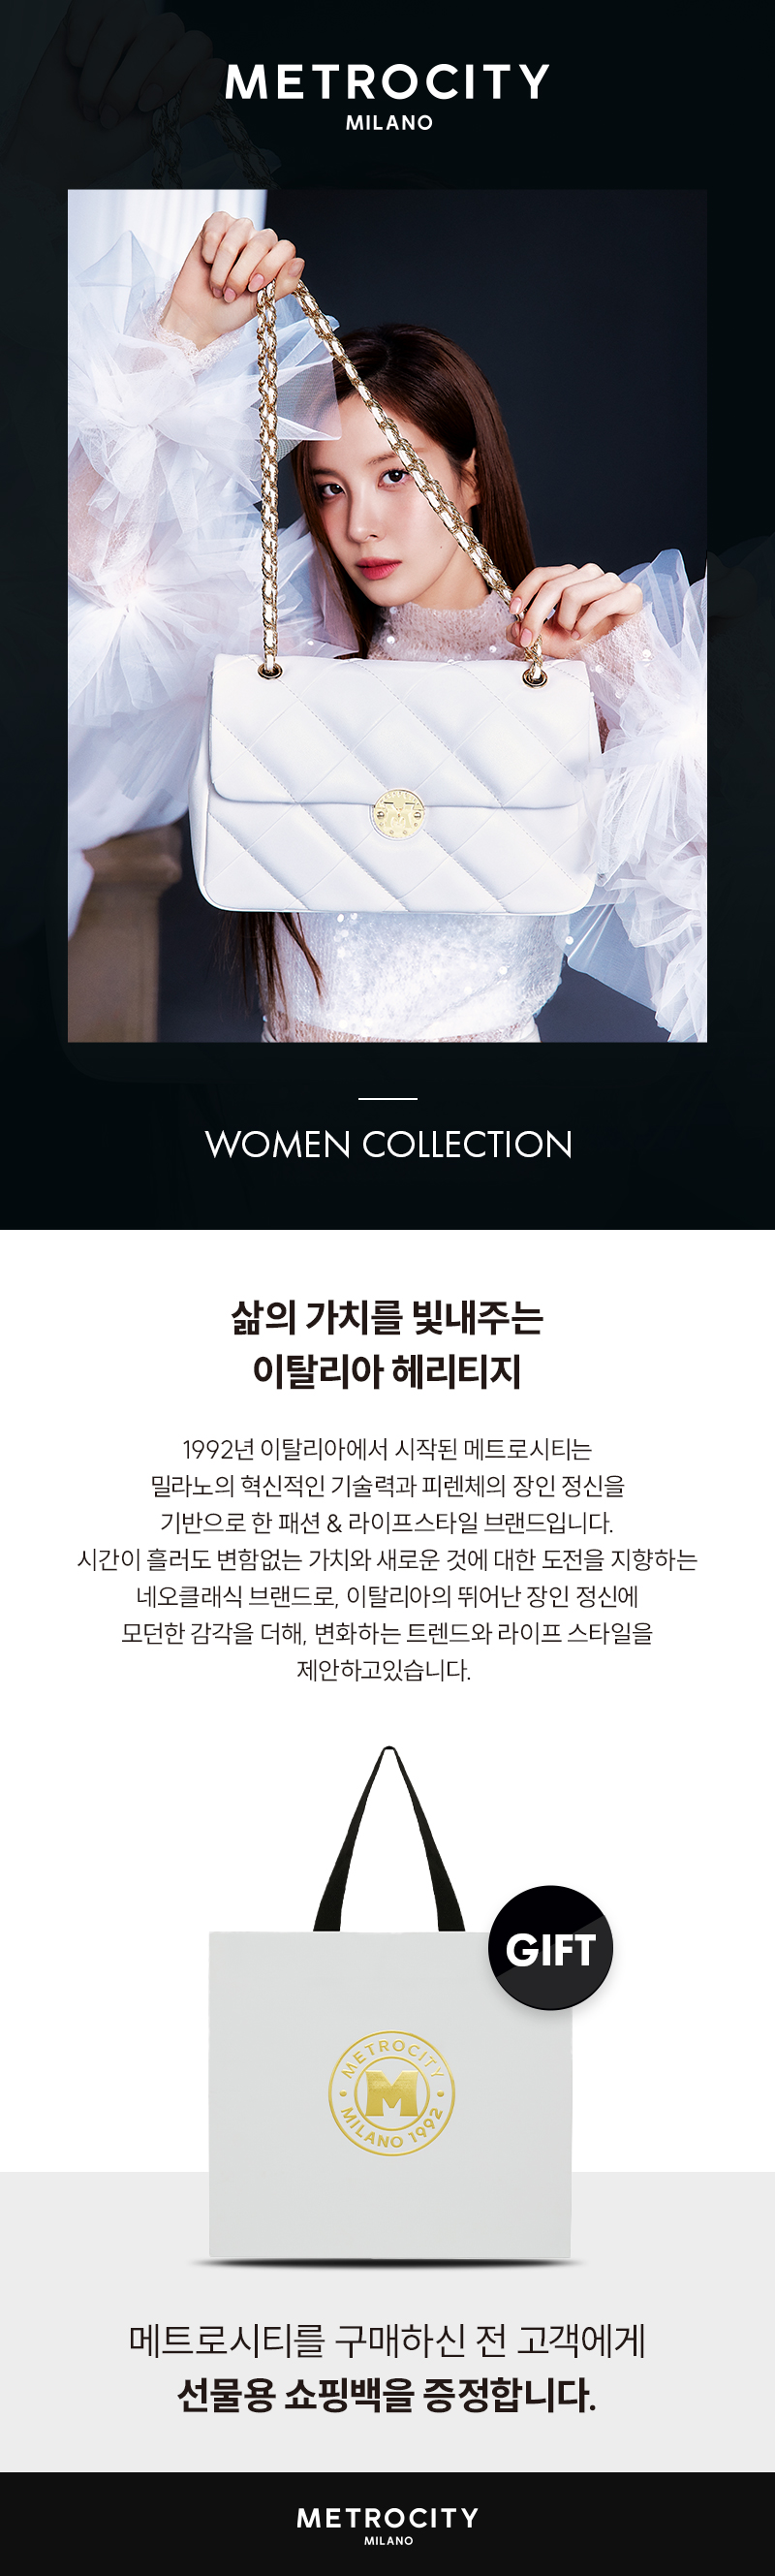 METROCITY
MILANO
WOMEN COLLECTION
삶의 가치를 빛내주는
이탈리아 헤리티지
1992년 이탈리아에서 시작된 메트로시티는
밀라노의 혁신적인 기술력과 피렌체의 장인 정신을
기반으로 한 패션 & 라이프스타일 브랜드입니다.
시간이 흘러도 변함없는 가치와 새로운 것에 대한 도전을 지향하는
네오클래식 브랜드로, 이탈리아의 뛰어난 장인 정신에
모던한 감각을 더해, 변화하는 트렌드와 라이프 스타일을
제안하고있습니다.
GIFT
METROCITY
M
MILANO 1992
메트로시티를 구매하신 전 고객에게
선물용 쇼핑백을 증정합니다.
METROCITY
MILANO